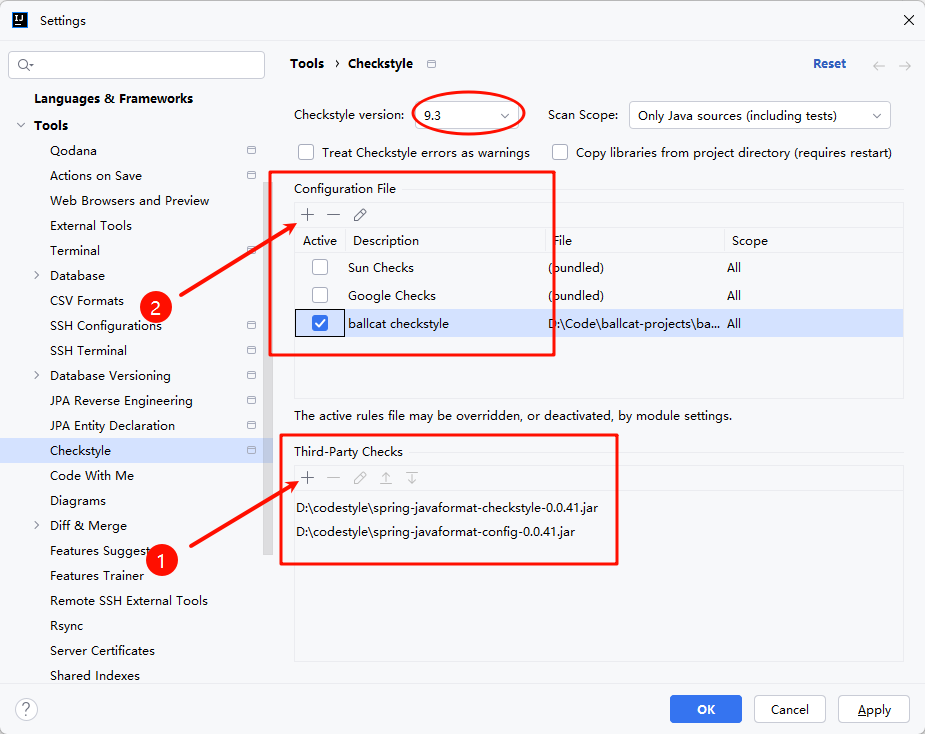 Settings
Tools › Checkstyle
Reset
Languages & Frameworks
Tools
Qodana
Actions on Save
Web Browsers and Preview
External Tools
Terminal
Database
CSV Formats
SSH Configurations
SSH Terminal
Database Versioning
JPA Reverse Engineering
JPA Entity Declaration
Checkstyle
Code With Me
Diagrams
Diff & Merge
Features Suggest
Features Trainer
Remote SSH External Tools
Rsync
Server Certificates
Shared Indexes
Checkstyle version: 9.3 Scan Scope: Only Java sources (including tests)
Treat Checkstyle errors as warnings Copy libraries from project directory (requires restart)
Configuration File
Active Description File Scope
Sun Checks (bundled) All
Google Checks (bundled) All
ballcat checkstyle D:\Code\ballcat-projects\ba... All
2
The active rules file may be overridden, or deactivated, by module settings.
Third-Party Checks
D:\codestyle\spring-javaformat-checkstyle-0.0.41.jar
D:\codestyle\spring-javaformat-config-0.0.41.jar
1
?
OK Cancel Apply